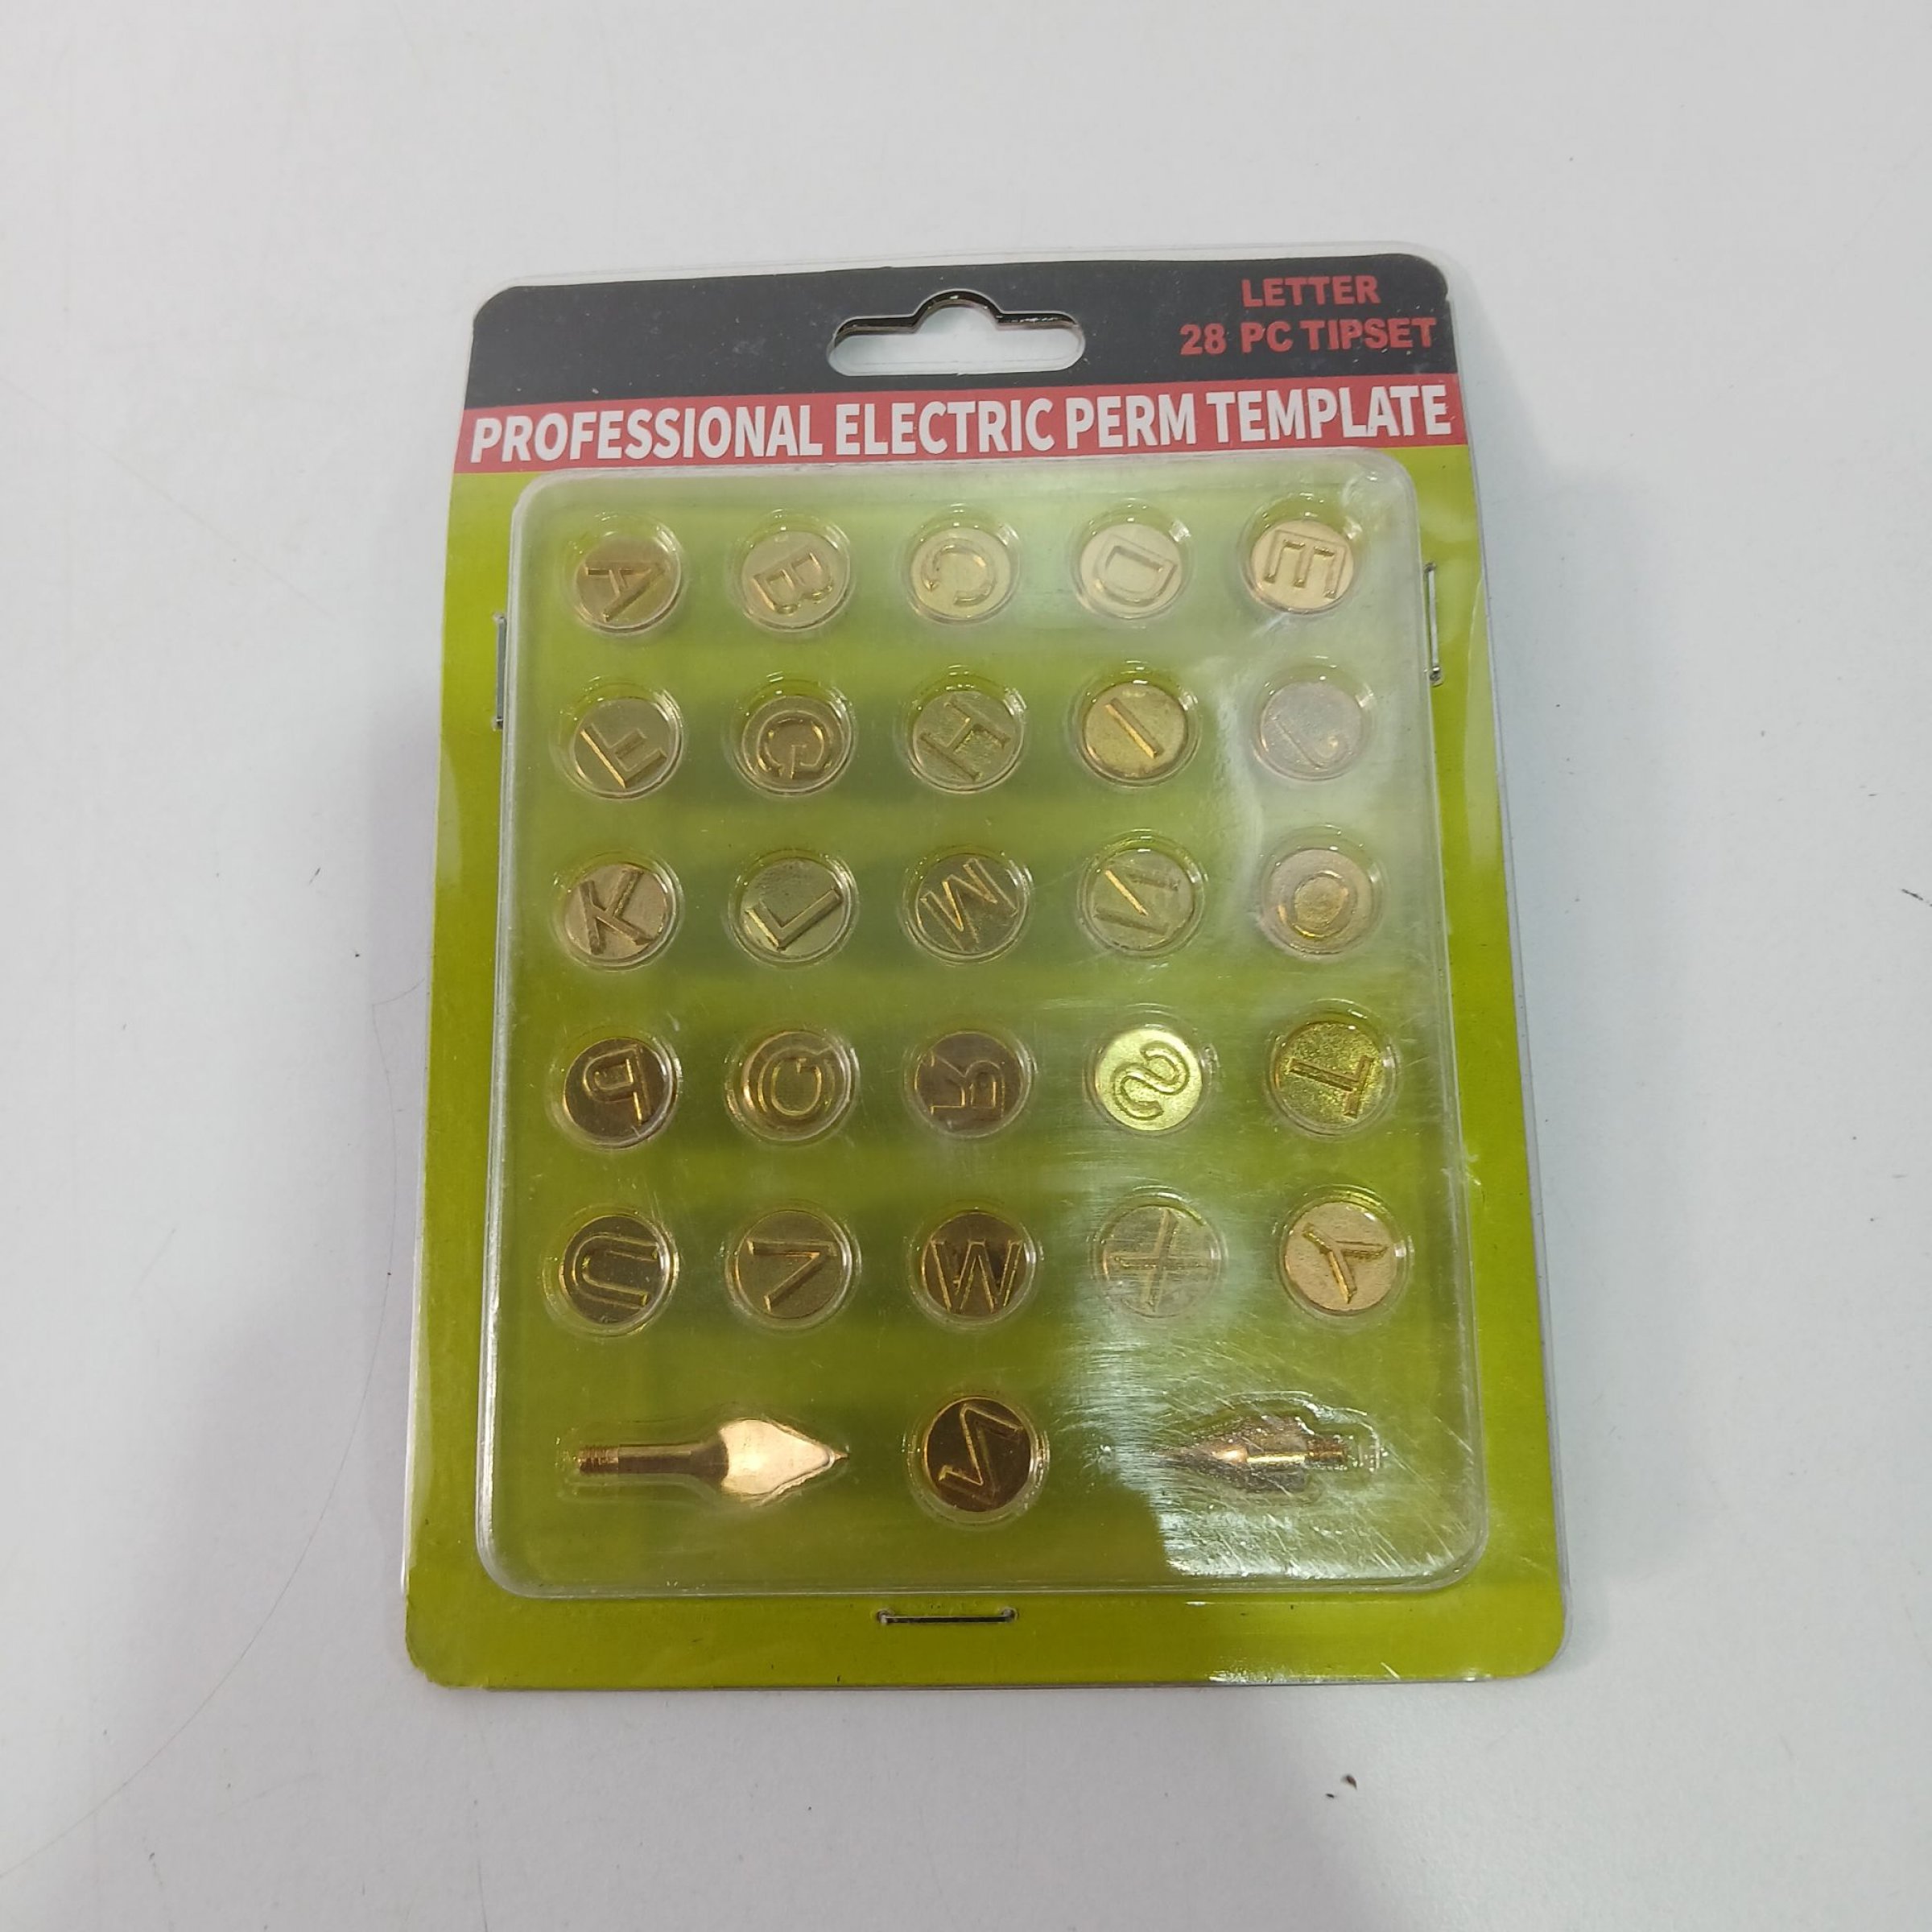 LETTER
28 PC TIPSET
PROFESSIONAL ELECTRIC PERM TEMPLATE
A B C D E
F G H I J
K L M N O
P Q R S T
U V W X Y
Z